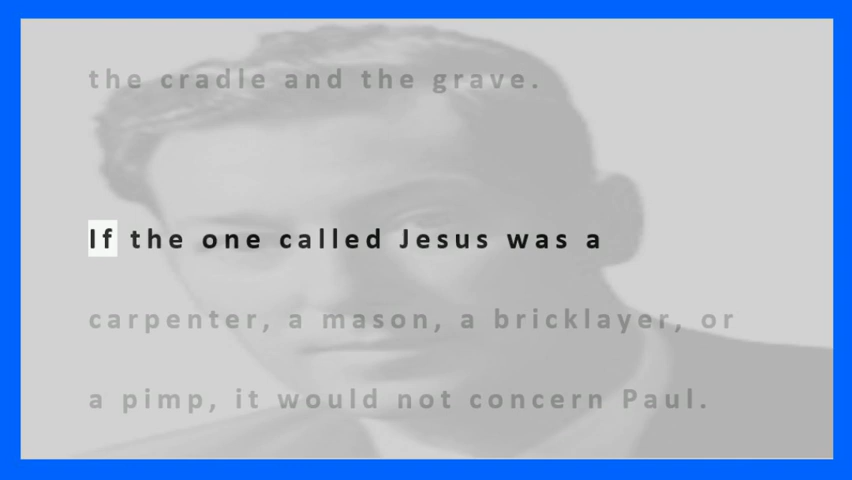 the cradle and the grave.
If the one called Jesus was a
carpenter, a mason, a bricklayer, or
a pimp, it would not concern Paul.